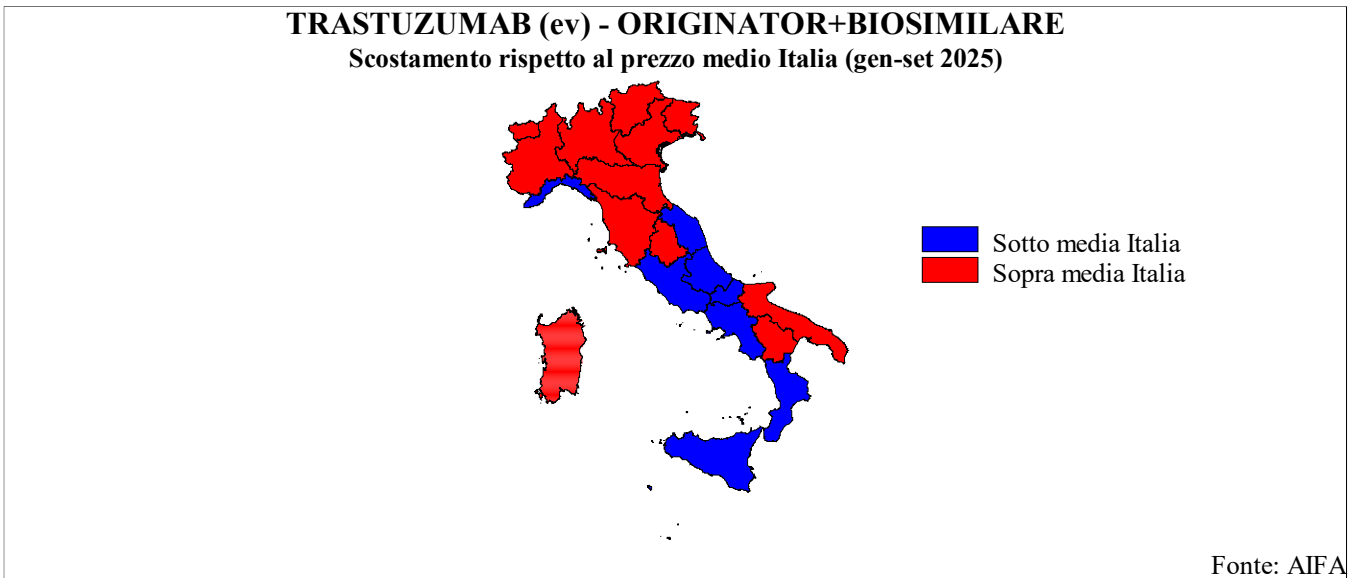 TRASTUZUMAB (ev) - ORIGINATOR+BIOSIMILARE
Scostamento rispetto al prezzo medio Italia (gen-set 2025)
Sotto media Italia
Sopra media Italia
Fonte: AIFA